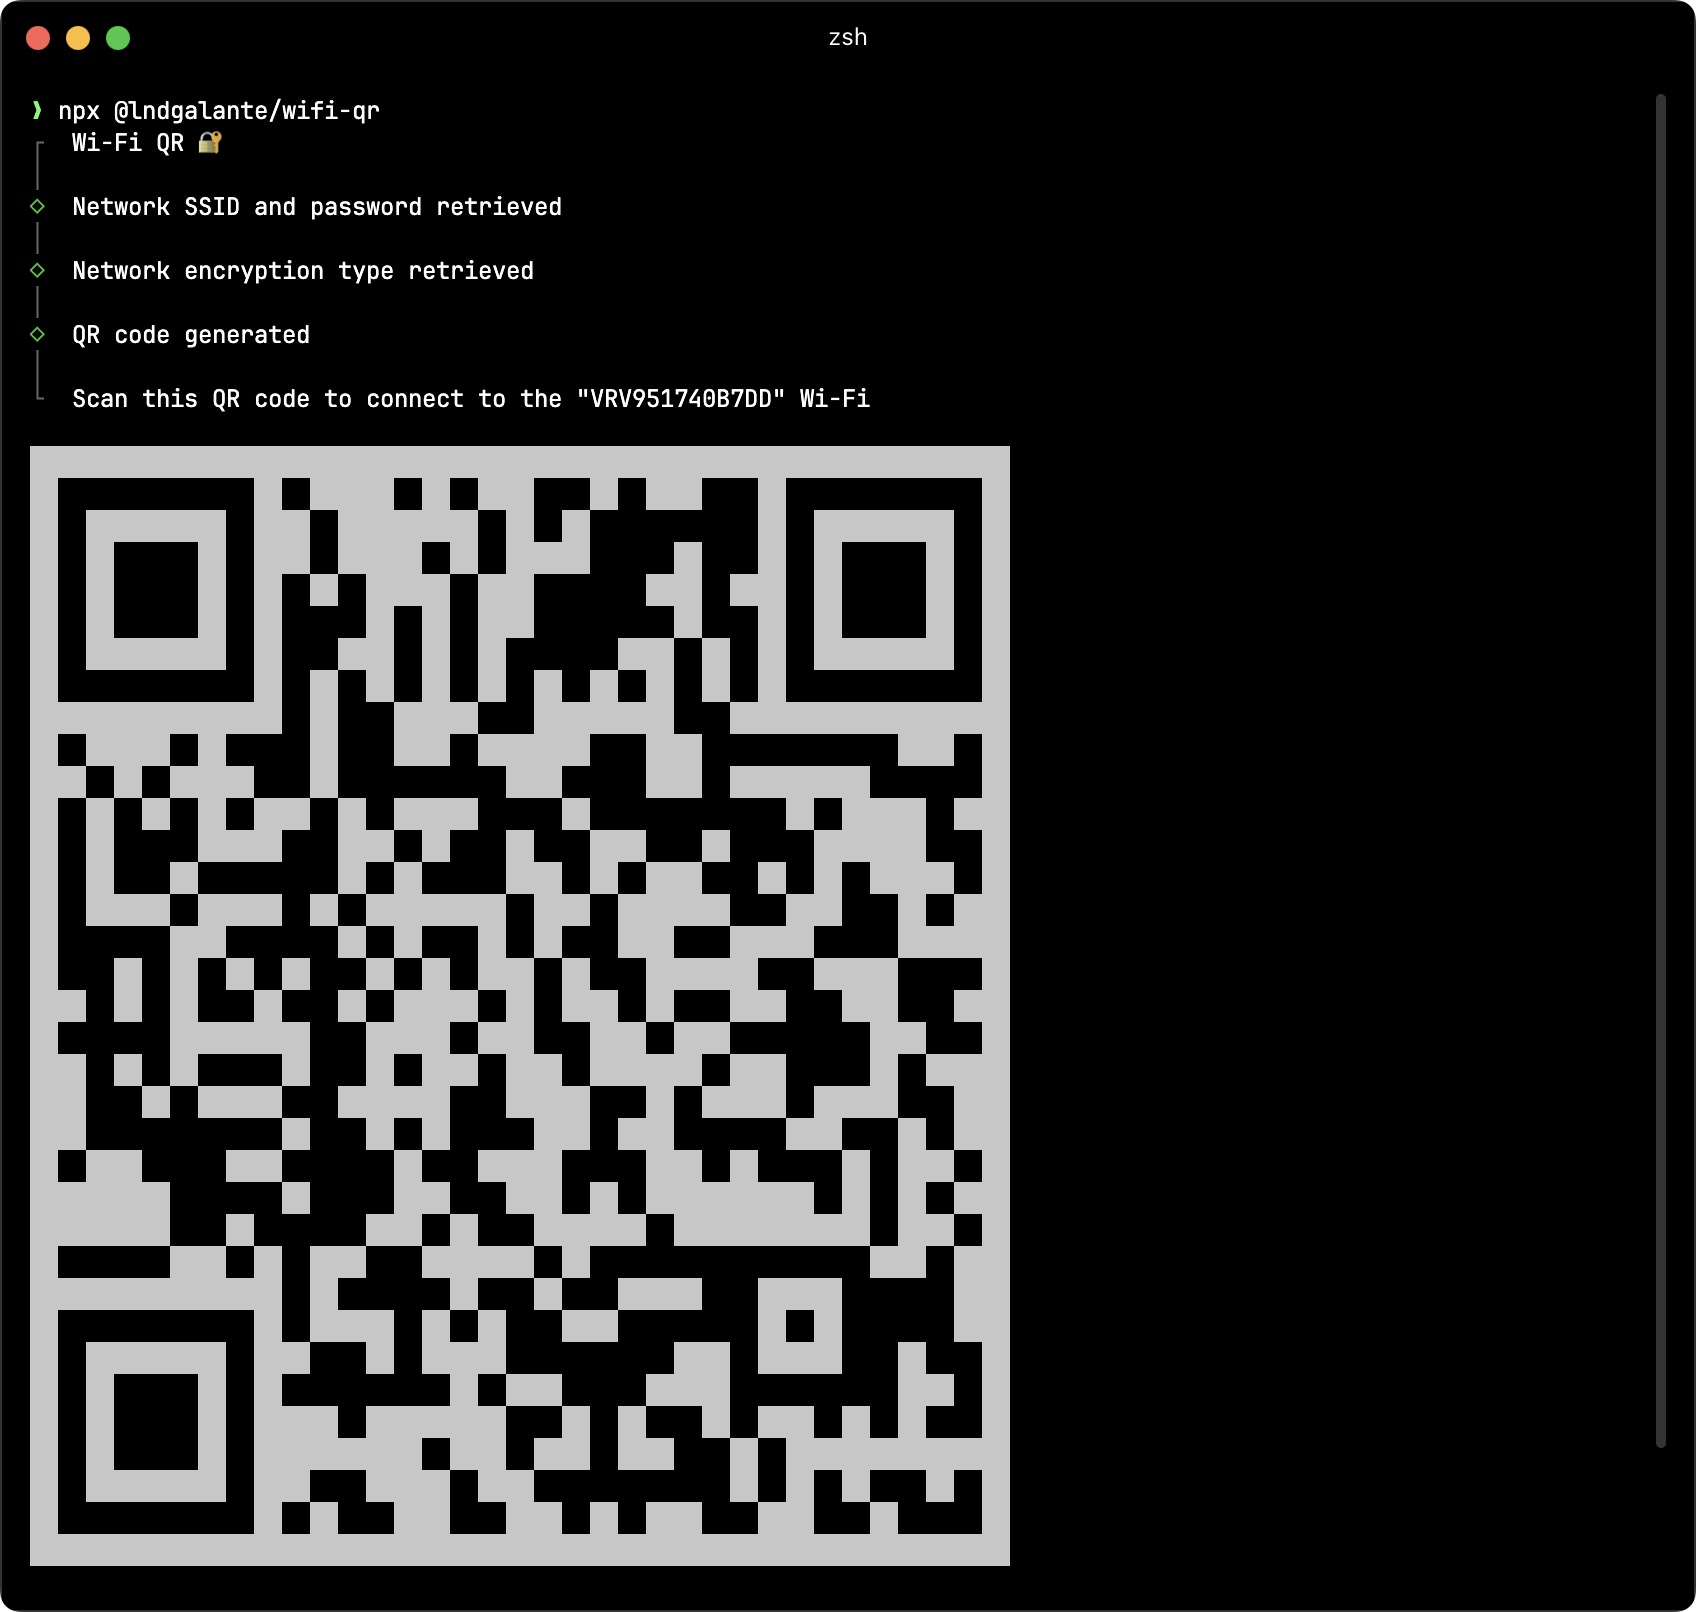 zsh
❱ npx @lndgalante/wifi-qr
Wi-Fi QR 🔐
Network SSID and password retrieved
Network encryption type retrieved
QR code generated
Scan this QR code to connect to the "VRV951740B7DD" Wi-Fi